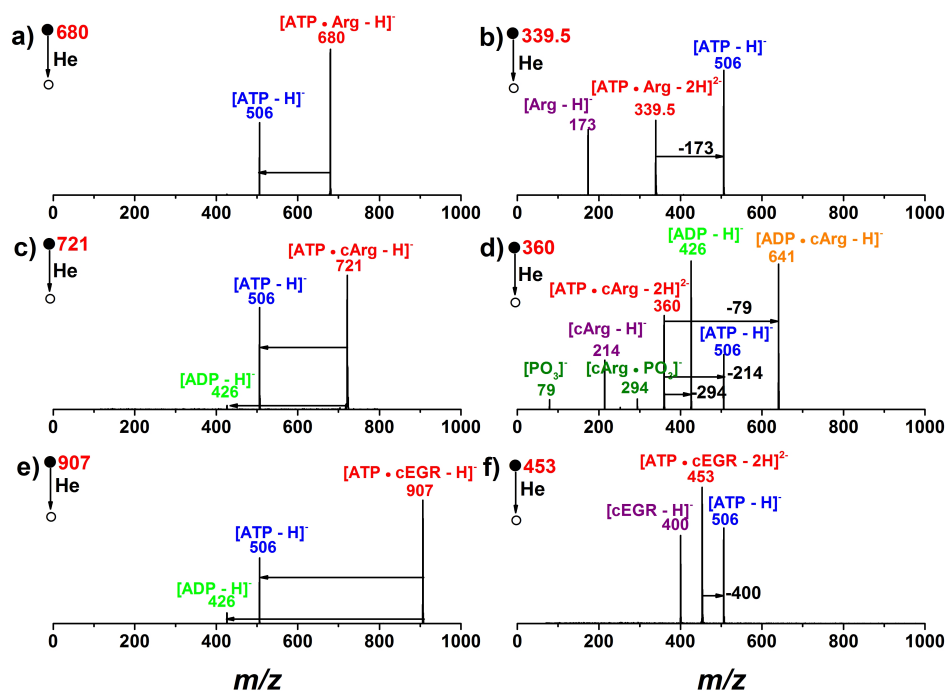 a) 680
He
[ATP • Arg - H]-
680
[ATP - H]-
506
0 200 400 600 800 1000
b) 339.5
He
[ATP - H]-
506
[ATP • Arg - 2H]2-
339.5
[Arg - H]-
173
-173
0 200 400 600 800 1000
c) 721
He
[ATP • cArg - H]-
721
[ATP - H]-
506
[ADP - H]-
426
0 200 400 600 800 1000
d) 360
He
[ADP - H]-
426
[ADP • cArg - H]-
641
[ATP • cArg - 2H]2-
360
-79
[cArg - H]-
214
[ATP - H]-
506
[PO3]-
79
[cArg • PO3]-
294
-214
-294
0 200 400 600 800 1000
e) 907
He
[ATP • cEGR - H]-
907
[ATP - H]-
506
[ADP - H]-
426
0 200 400 600 800 1000
m/z
f) 453
He
[ATP • cEGR - 2H]2-
453
[cEGR - H]-
400
[ATP - H]-
506
-400
0 200 400 600 800 1000
m/z